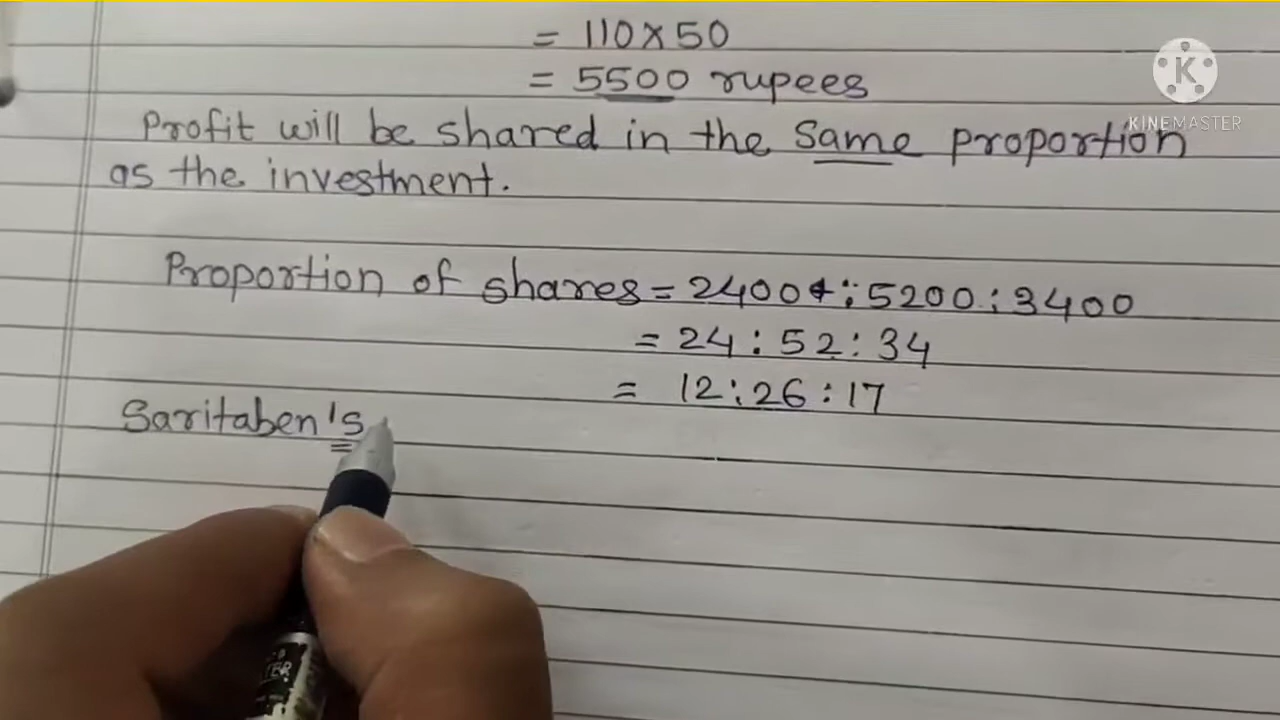 = 110×50
= 5500 rupees
Profit will be shared in the same proportion
as the investment.
Proportion of shares = 2400 : 5200 : 3400
= 24 : 52 : 34
= 12 : 26 : 17
Saritaben's
K
KINEMASTER